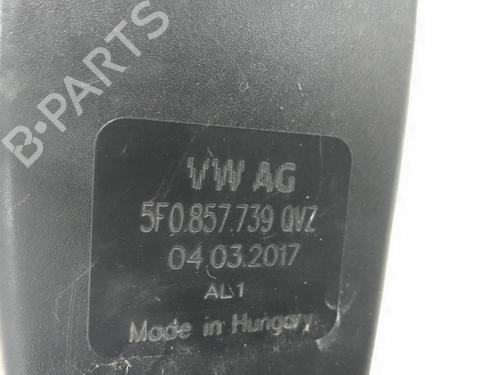 B-PARTS
VW AG
5F0.857.739 QVZ
04.03.2017
AL1
Made in Hungary